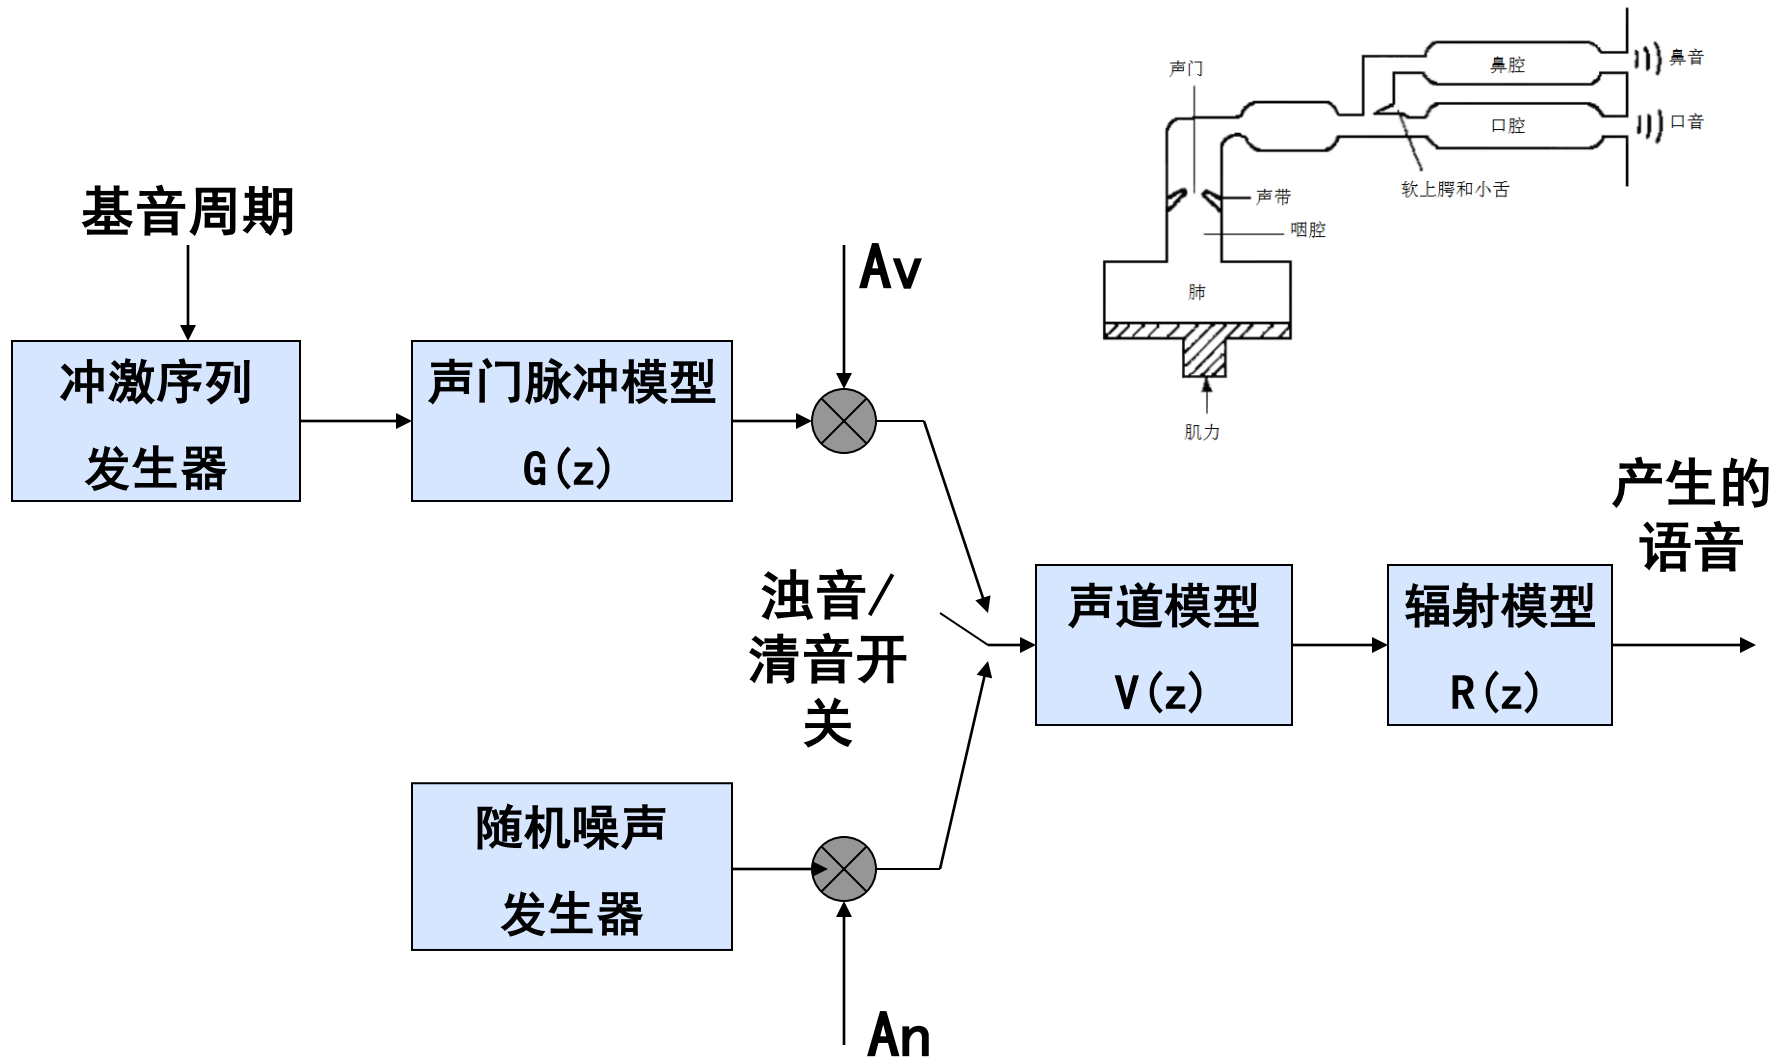 声门
鼻腔
鼻音
口腔
口音
软上腭和小舌
声带
咽腔
肺
肌力
基音周期
Av
冲激序列
发生器
声门脉冲模型
G(z)
产生的
语音
浊音/
清音开
关
声道模型
V(z)
辐射模型
R(z)
随机噪声
发生器
An